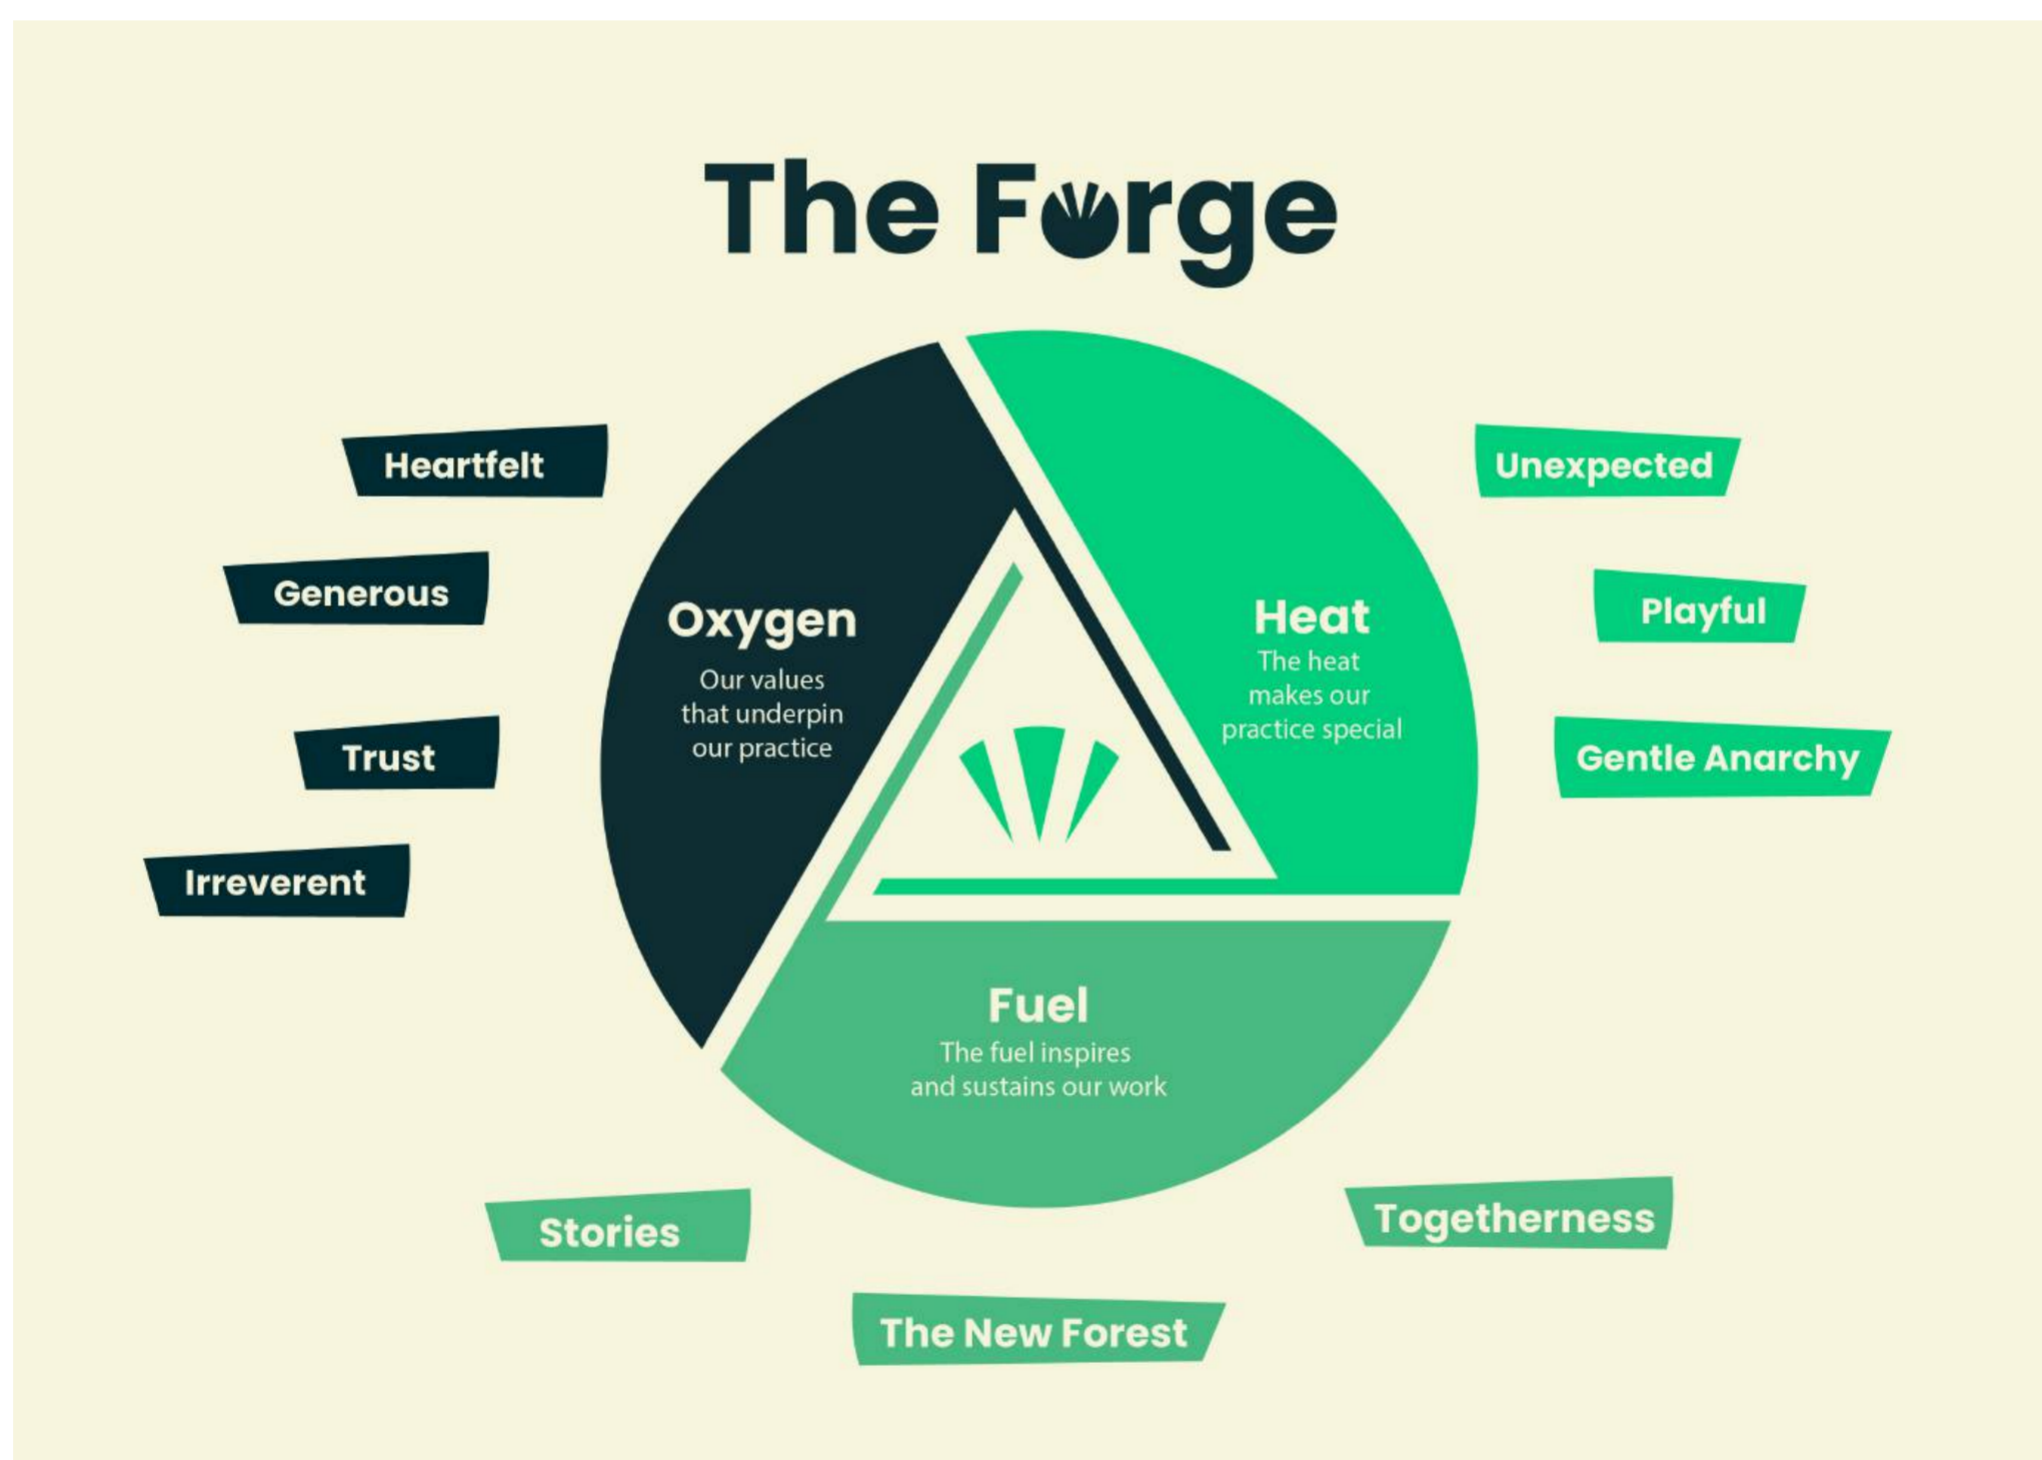 The Forge
Heartfelt
Generous
Trust
Irreverent
Oxygen
Our values
that underpin
our practice
Heat
The heat
makes our
practice special
Unexpected
Playful
Gentle Anarchy
Fuel
The fuel inspires
and sustains our work
Stories
The New Forest
Togetherness